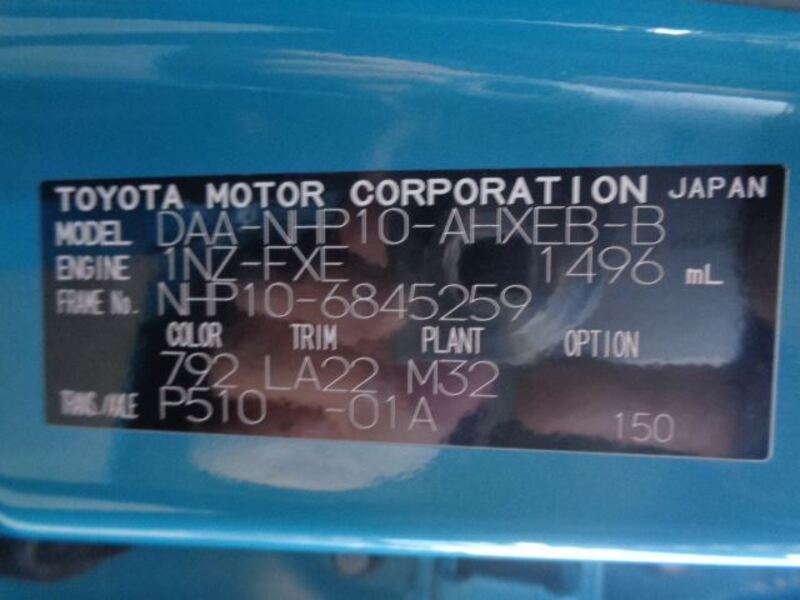 TOYOTA MOTOR CORPORATION JAPAN
MODEL DAA-NHP10-AHXEB-B
ENGINE 1NZ-FXE 1496 mL
FRAME No. NHP10-6845259
COLOR TRIM PLANT OPTION
792 LA22 M32
TRANS./AXLE P510 -01A 150